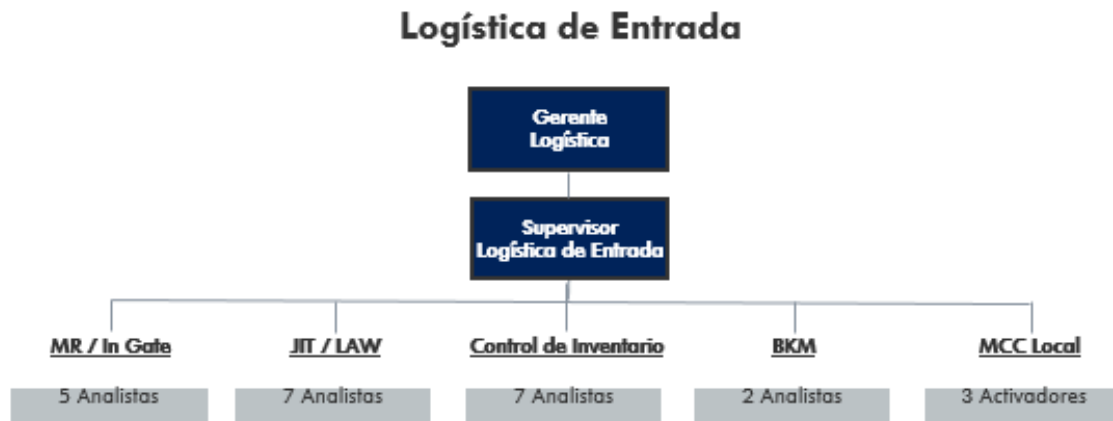 Logística de Entrada
Gerente
Logística
Supervisor
Logística de Entrada
MR / In Gate
JIT / LAW
Control de Inventario
BKM
MCC Local
5 Analistas
7 Analistas
7 Analistas
2 Analistas
3 Activadores